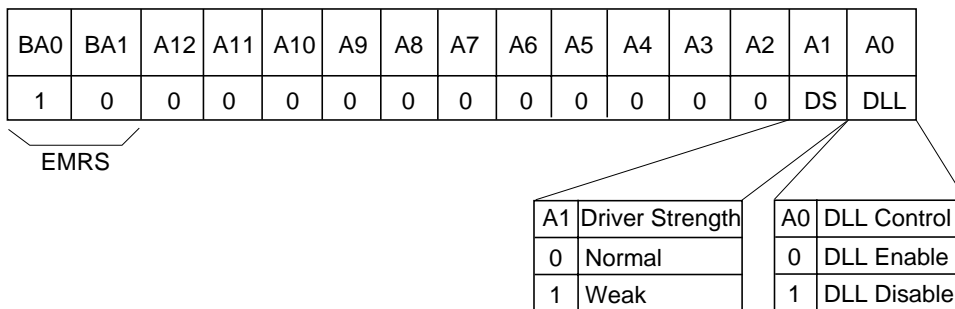 BA0 BA1 A12 A11 A10 A9 A8 A7 A6 A5 A4 A3 A2 A1 A0
1 0 0 0 0 0 0 0 0 0 0 0 0 DS DLL
EMRS
A1 Driver Strength
0 Normal
1 Weak
A0 DLL Control
0 DLL Enable
1 DLL Disable